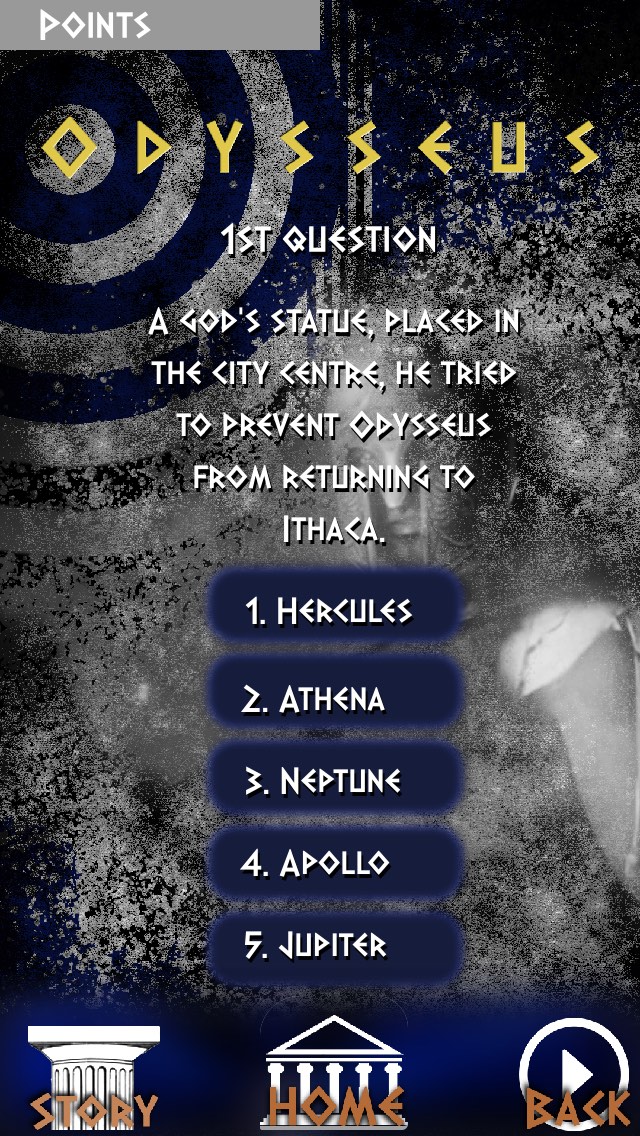 Points
Odysseus
1st question
A god's statue, placed in
the city centre, he tried
to prevent Odysseus
from returning to
Ithaca.
1. Hercules
2. Athena
3. Neptune
4. Apollo
5. Jupiter
Story
Home
Back